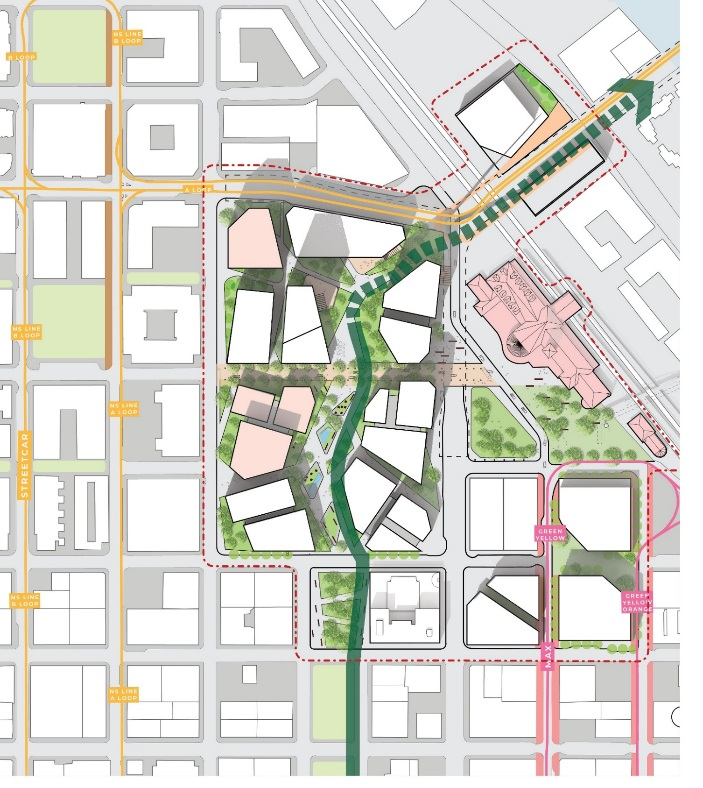 NS LINE
B LOOP
B LOOP
A LOOP
NS LINE
B LOOP
NS LINE
A LOOP
STREETCAR
GREEN
YELLOW
NS LINE
B LOOP
GREEN
YELLOW
ORANGE
MAX
NS LINE
A LOOP